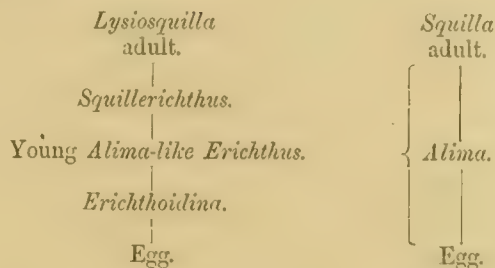 Lysiosquilla
adult.
Squillerichthus.
Young Alima-like Erichthus.
Erichthoidina.
Egg.
Squilla
adult.
Alima.
Egg.